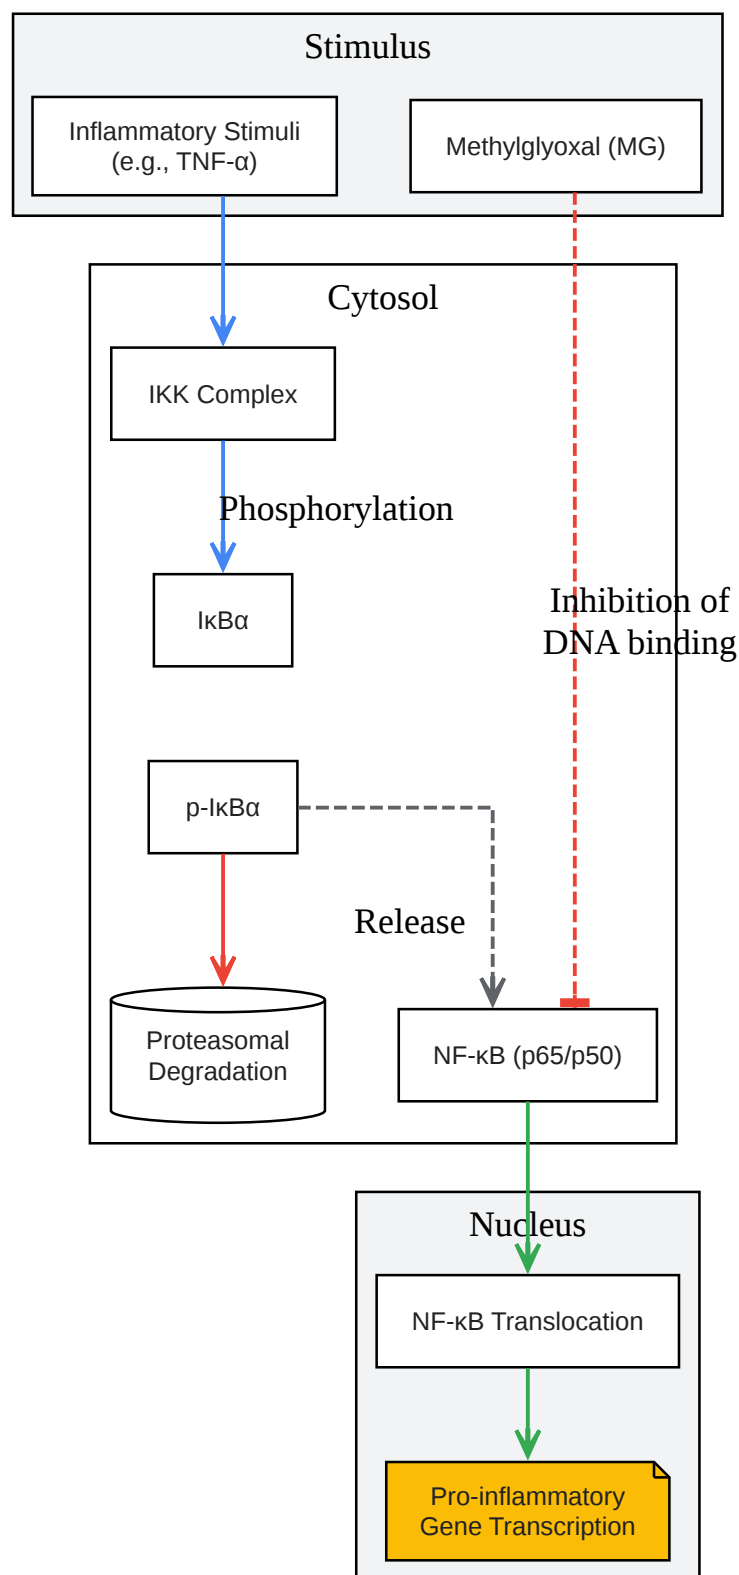 Stimulus
Inflammatory Stimuli
(e.g., TNF-α)
Methylglyoxal (MG)
Cytosol
IKK Complex
Phosphorylation
IκBα
Inhibition of
DNA binding
p-IκBα
Release
Proteasomal
Degradation
NF-κB (p65/p50)
Nucleus
NF-κB Translocation
Pro-inflammatory
Gene Transcription